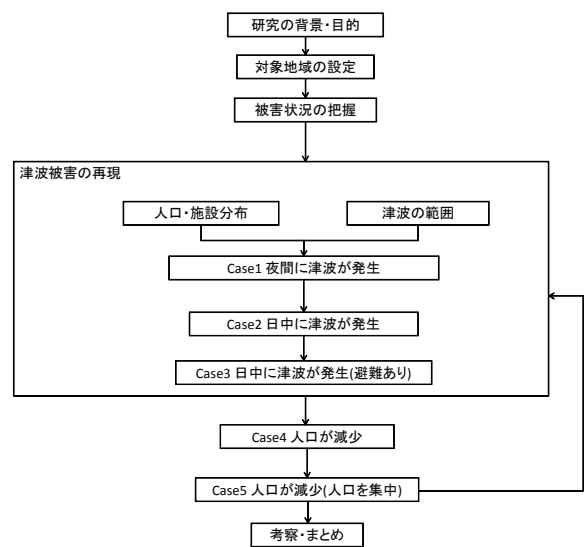 研究の背景・目的
対象地域の設定
被害状況の把握
津波被害の再現
人口・施設分布
津波の範囲
Case1 夜間に津波が発生
Case2 日中に津波が発生
Case3 日中に津波が発生(避難あり)
Case4 人口が減少
Case5 人口が減少(人口を集中)
考察・まとめ